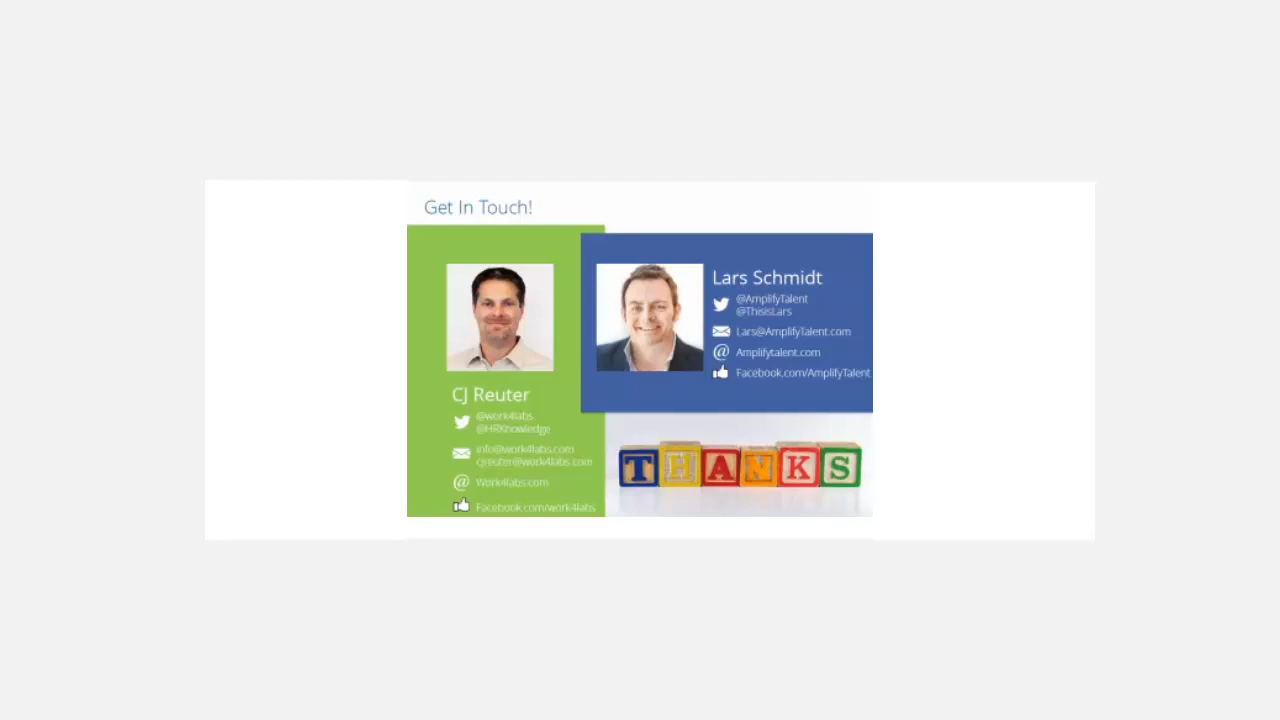 Get In Touch!
CJ Reuter
@work4labs
@HRKnowledge
info@work4labs.com
cjreuter@work4labs.com
Work4labs.com
Facebook.com/work4labs
Lars Schmidt
@AmplifyTalent
@ThisIsLars
Lars@AmplifyTalent.com
Amplifytalent.com
Facebook.com/AmplifyTalent
THANKS